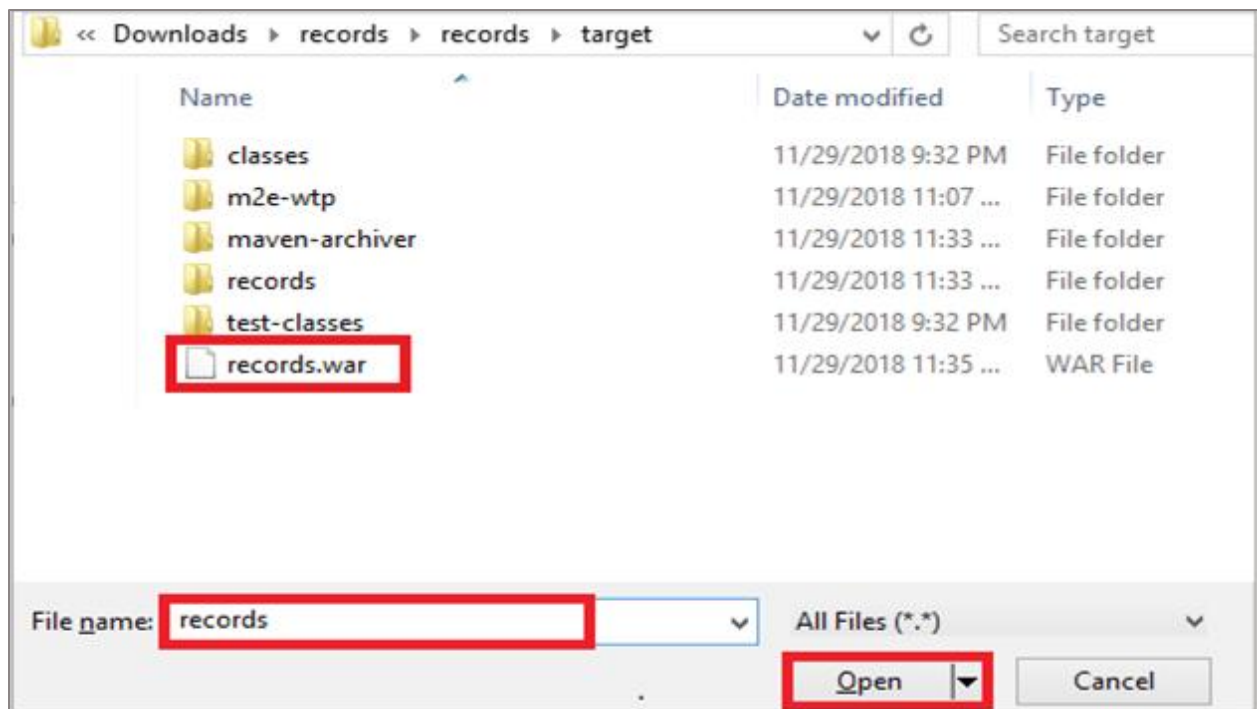 « Downloads records records target Search target
Name Date modified Type
classes 11/29/2018 9:32 PM File folder
m2e-wtp 11/29/2018 11:07 ... File folder
maven-archiver 11/29/2018 11:33 ... File folder
records 11/29/2018 11:33 ... File folder
test-classes 11/29/2018 9:32 PM File folder
records.war 11/29/2018 11:35 ... WAR File
File name: records All Files (*.*)
Open Cancel